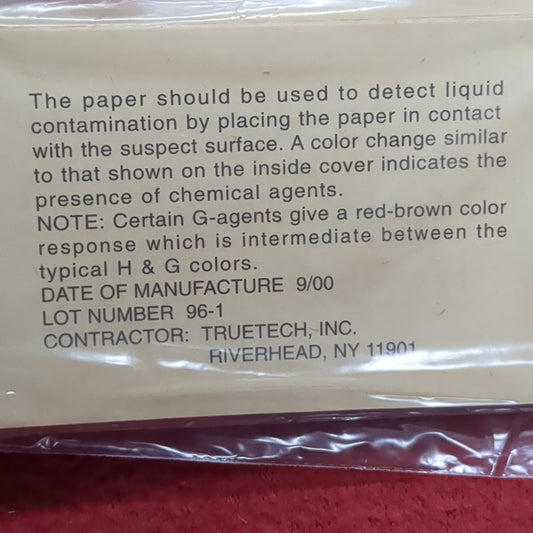 The paper should be used to detect liquid
contamination by placing the paper in contact
with the suspect surface. A color change similar
to that shown on the inside cover indicates the
presence of chemical agents.
NOTE: Certain G-agents give a red-brown color
response which is intermediate between the
typical H & G colors.
DATE OF MANUFACTURE 9/00
LOT NUMBER 96-1
CONTRACTOR: TRUETECH, INC.
RIVERHEAD, NY 11901